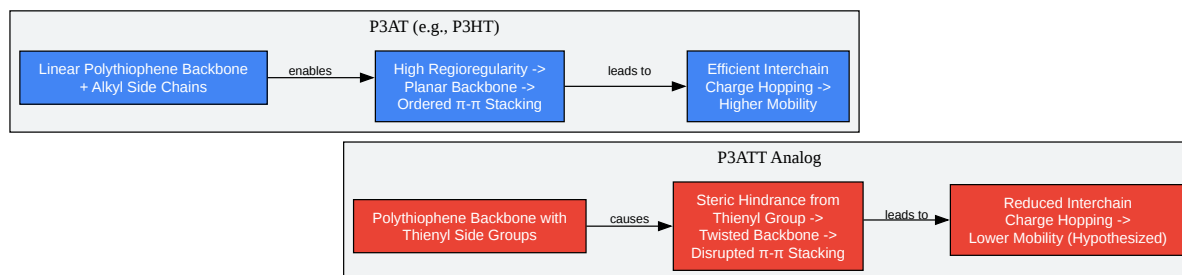 P3AT (e.g., P3HT)
Linear Polythiophene Backbone
+ Alkyl Side Chains
enables
High Regioregularity ->
Planar Backbone ->
Ordered π-π Stacking
leads to
Efficient Interchain
Charge Hopping ->
Higher Mobility
P3ATT Analog
Polythiophene Backbone with
Thienyl Side Groups
causes
Steric Hindrance from
Thienyl Group ->
Twisted Backbone ->
Disrupted π-π Stacking
leads to
Reduced Interchain
Charge Hopping ->
Lower Mobility (Hypothesized)